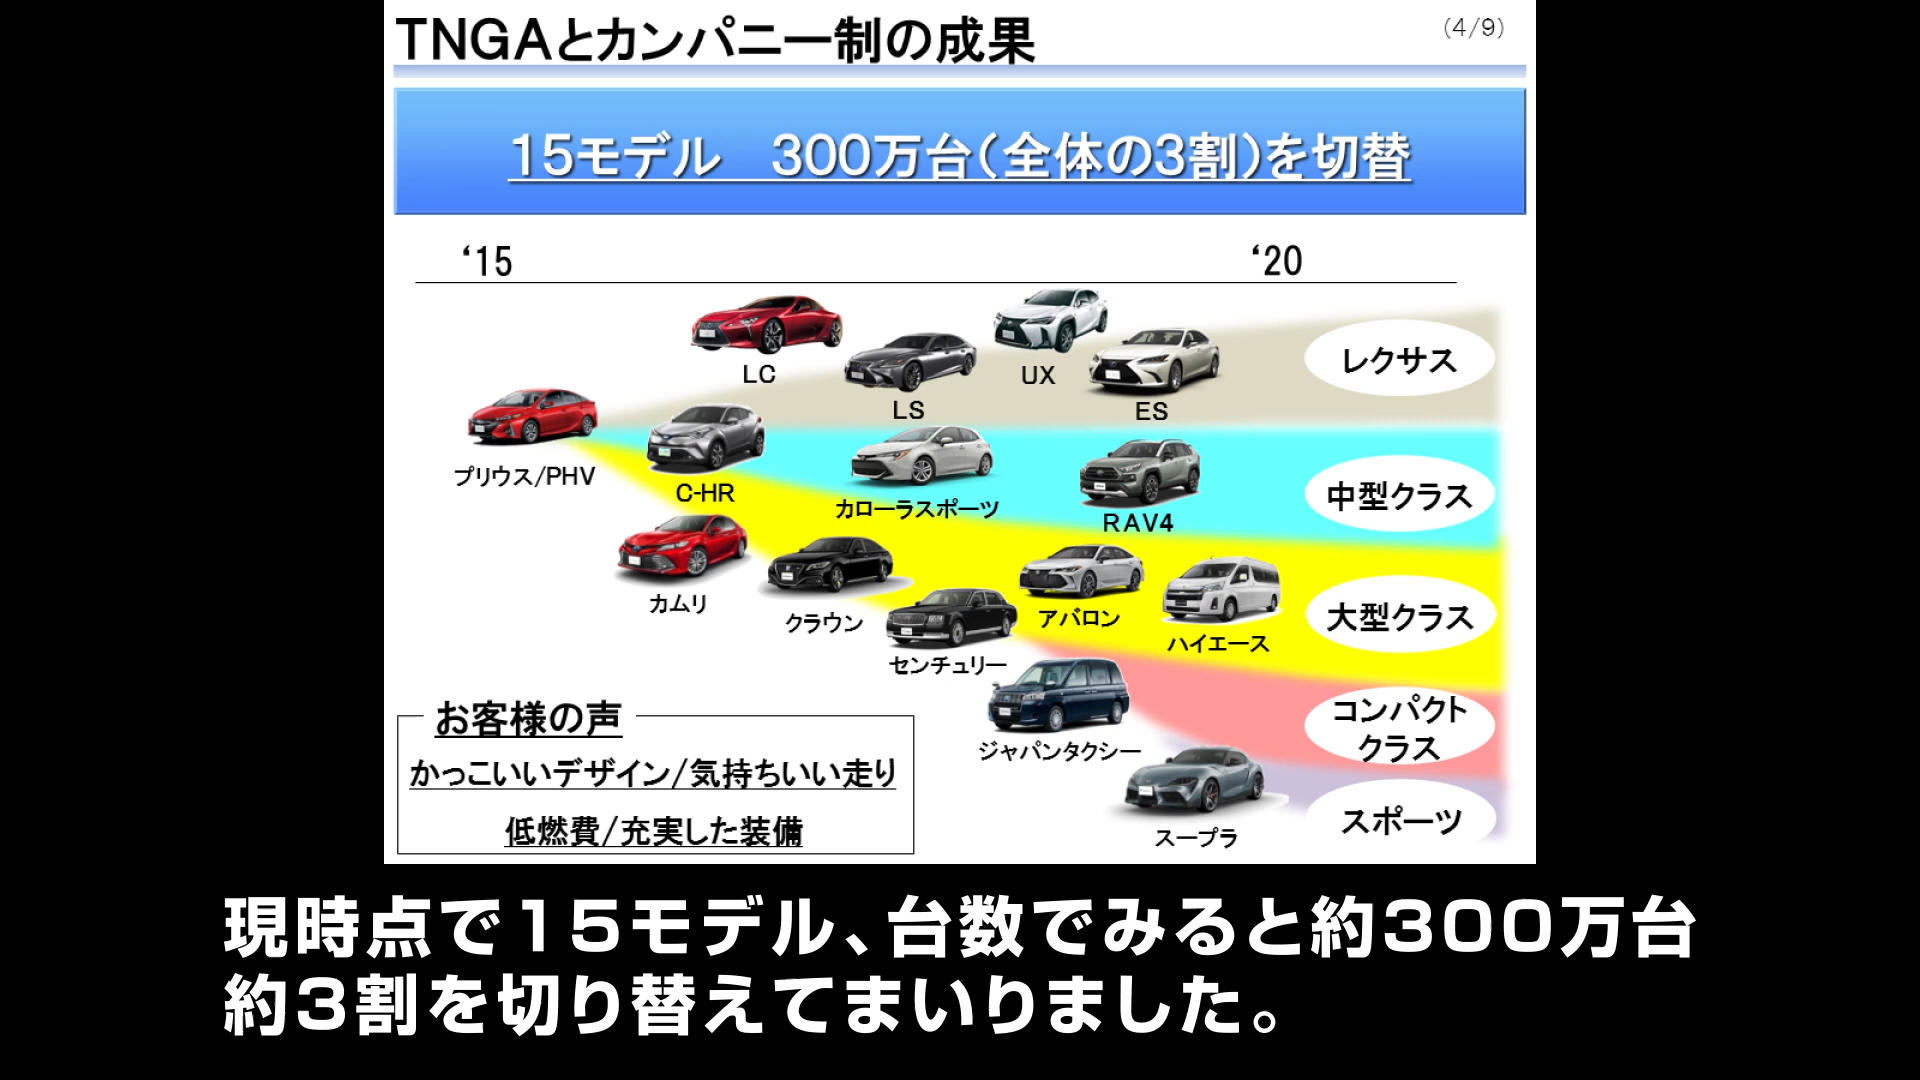 TNGAとカンパニー制の成果
(4/9)
15モデル　300万台(全体の3割)を切替
‘15
‘20
LC
LS
UX
ES
レクサス
プリウス/PHV
C-HR
カローラスポーツ
RAV4
中型クラス
カムリ
クラウン
センチュリー
アバロン
ハイエース
大型クラス
ジャパンタクシー
コンパクト
クラス
スープラ
スポーツ
お客様の声
かっこいいデザイン/気持ちいい走り
低燃費/充実した装備
現時点で15モデル、台数でみると約300万台
約3割を切り替えてまいりました。